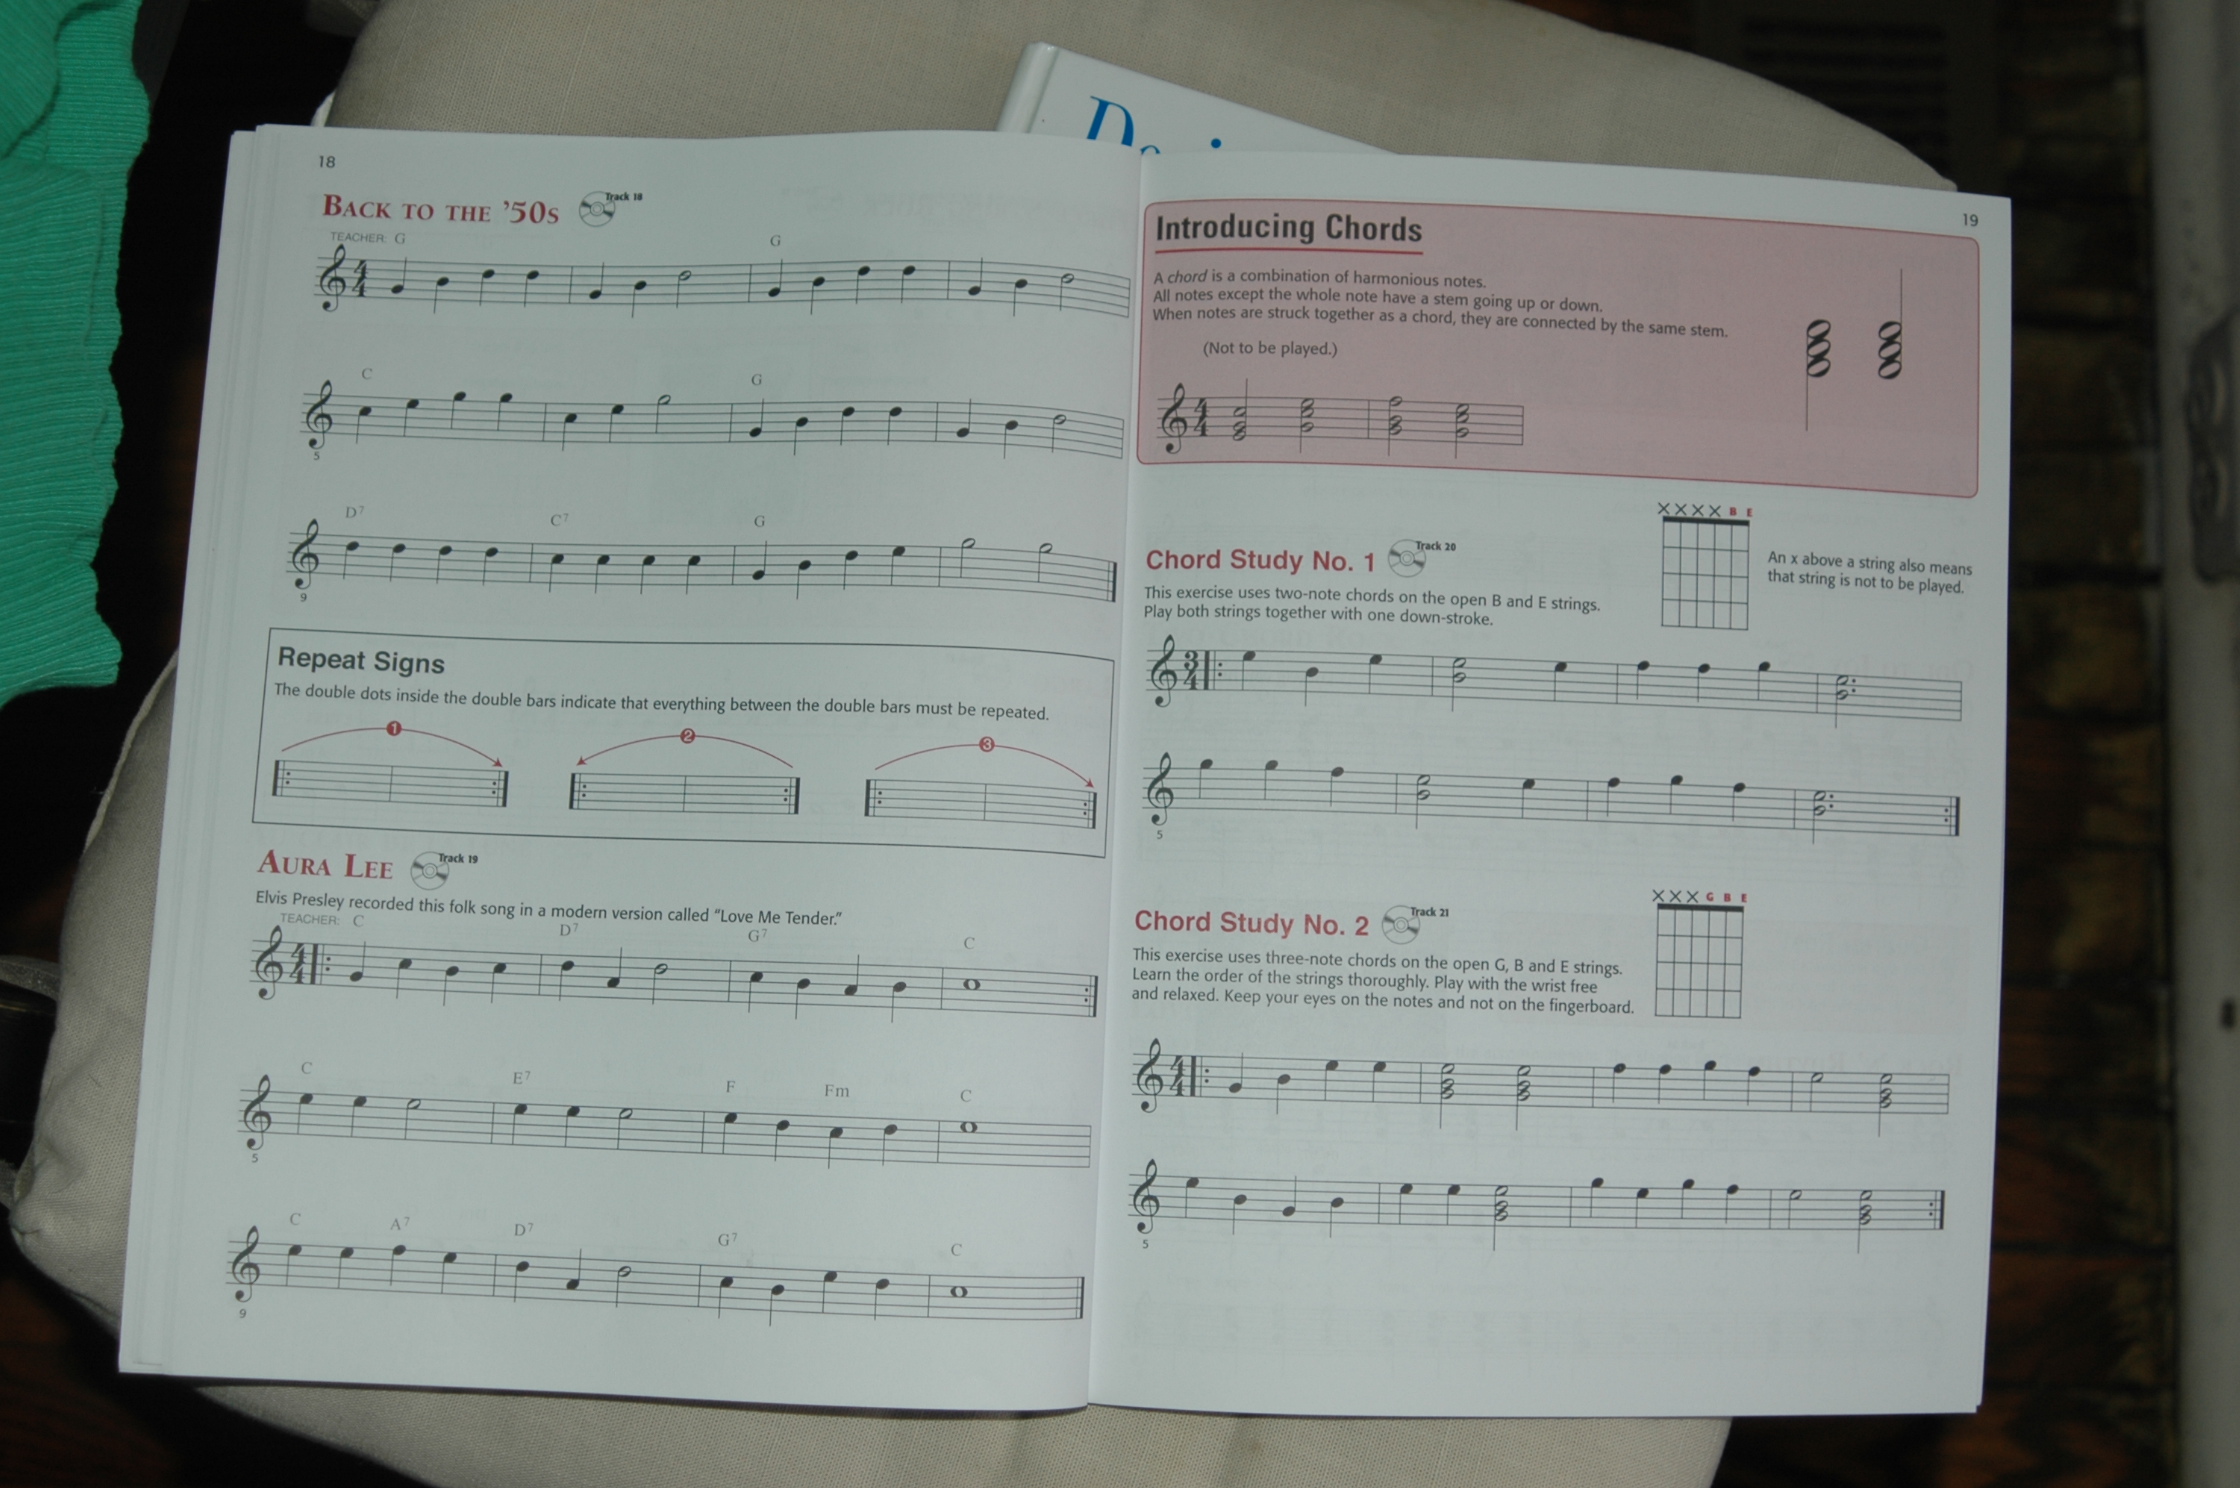 18
BACK TO THE '50S
Track 18
TEACHER: G
G
C
G
5
D7
C7
G
9
Repeat Signs
The double dots inside the double bars indicate that everything between the double bars must be repeated.
1
2
3
AURA LEE
Track 19
Elvis Presley recorded this folk song in a modern version called “Love Me Tender.”
TEACHER: C
D7
G7
C
4
4
C
E7
F
Fm
C
5
C
A7
D7
G7
C
9
19
Introducing Chords
A chord is a combination of harmonious notes.
All notes except the whole note have a stem going up or down.
When notes are struck together as a chord, they are connected by the same stem.
(Not to be played.)
4
4
XXXX B E
Chord Study No. 1
Track 20
An x above a string also means
that string is not to be played.
This exercise uses two-note chords on the open B and E strings.
Play both strings together with one down-stroke.
3
4
5
XXX G B E
Chord Study No. 2
Track 21
This exercise uses three-note chords on the open G, B and E strings.
Learn the order of the strings thoroughly. Play with the wrist free
and relaxed. Keep your eyes on the notes and not on the fingerboard.
4
4
5